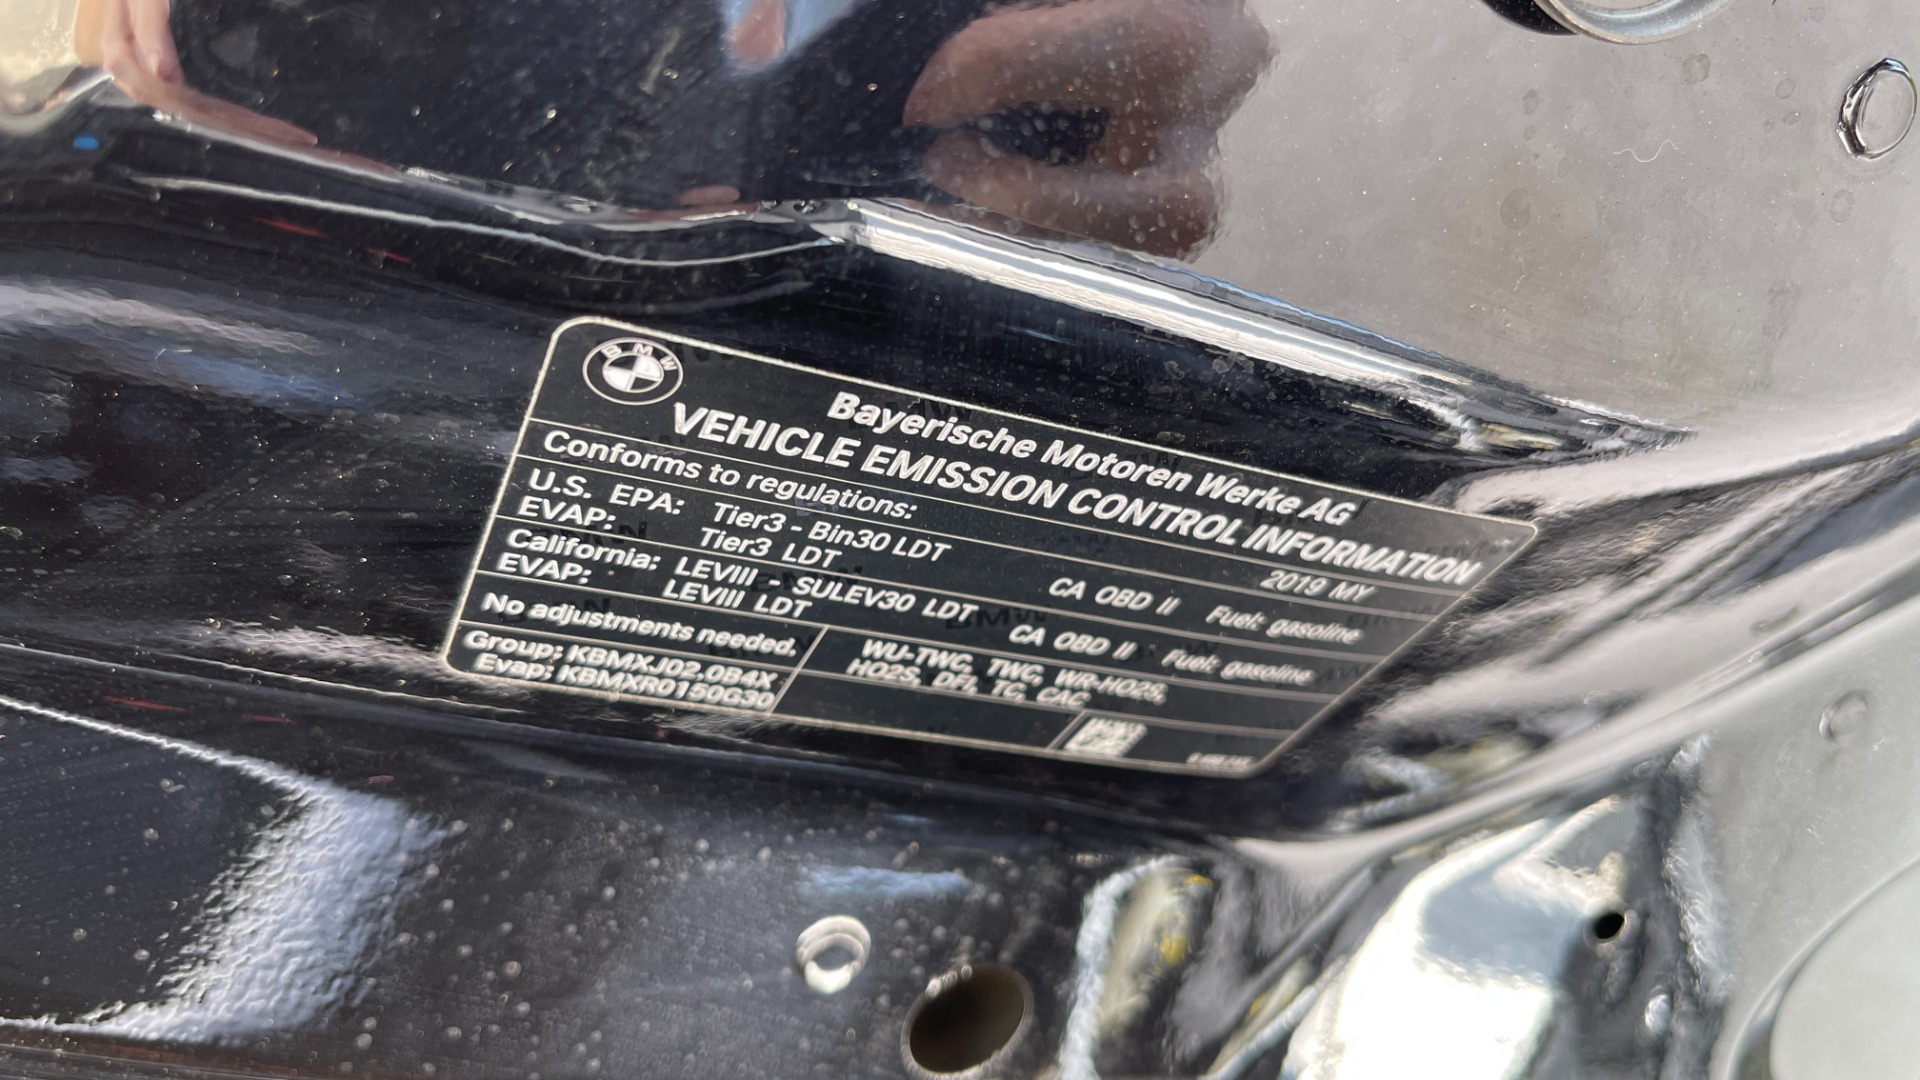 BMW
Bayerische Motoren Werke AG
VEHICLE EMISSION CONTROL INFORMATION
Conforms to regulations: 2019 MY
U.S. EPA: Tier3 - Bin30 LDT CA OBD II Fuel: gasoline
EVAP: Tier3 LDT
California: LEVIII - SULEV30 LDT CA OBD II Fuel: gasoline
EVAP: LEVIII LDT
No adjustments needed. WU-TWC, TWC, WR-HO2S,
HO2S, DFI, TC, CAC
Group: KBMXJ02.0B4X
Evap: KBMXR0150G30